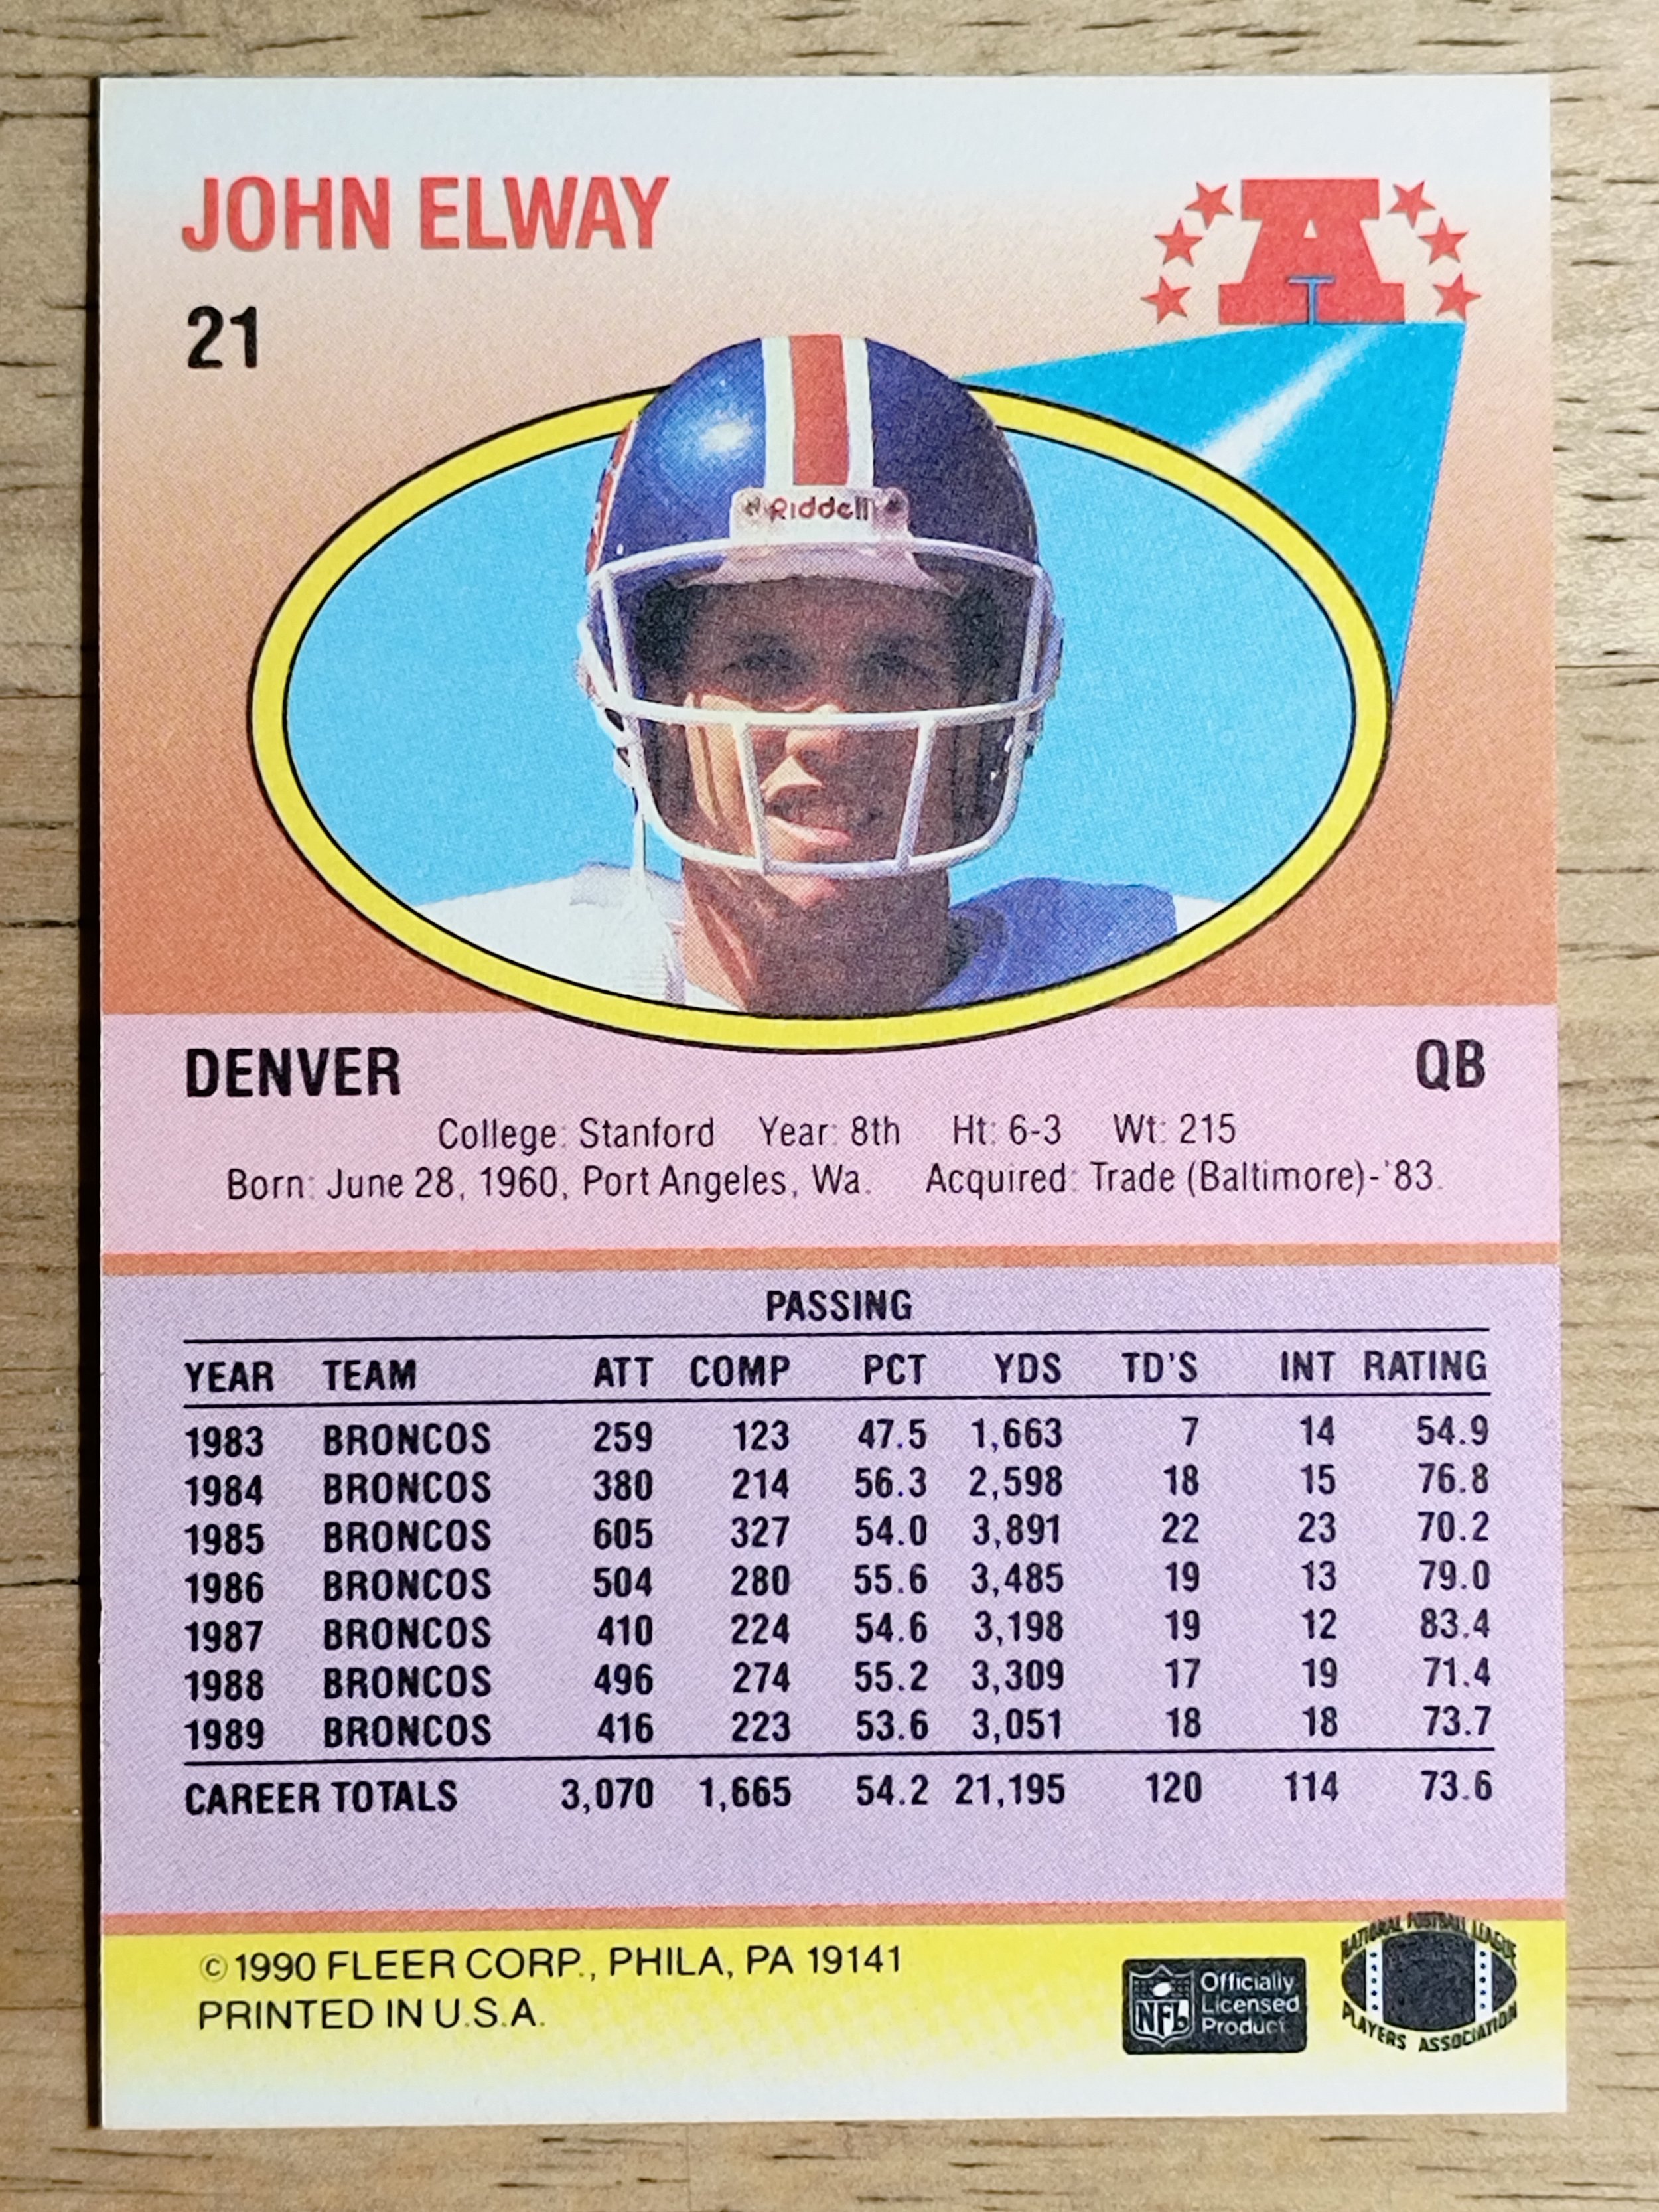 JOHN ELWAY
A
21
Riddell
DENVER QB
College: Stanford Year: 8th Ht: 6-3 Wt: 215
Born: June 28, 1960, Port Angeles, Wa. Acquired: Trade (Baltimore)-'83.
PASSING
YEAR TEAM ATT COMP PCT YDS TD'S INT RATING
1983 BRONCOS 259 123 47.5 1,663 7 14 54.9
1984 BRONCOS 380 214 56.3 2,598 18 15 76.8
1985 BRONCOS 605 327 54.0 3,891 22 23 70.2
1986 BRONCOS 504 280 55.6 3,485 19 13 79.0
1987 BRONCOS 410 224 54.6 3,198 19 12 83.4
1988 BRONCOS 496 274 55.2 3,309 17 19 71.4
1989 BRONCOS 416 223 53.6 3,051 18 18 73.7
CAREER TOTALS 3,070 1,665 54.2 21,195 120 114 73.6
© 1990 FLEER CORP., PHILA, PA 19141
PRINTED IN U.S.A.
NFL
Officially
Licensed
Product
NATIONAL FOOTBALL LEAGUE
PLAYERS ASSOCIATION